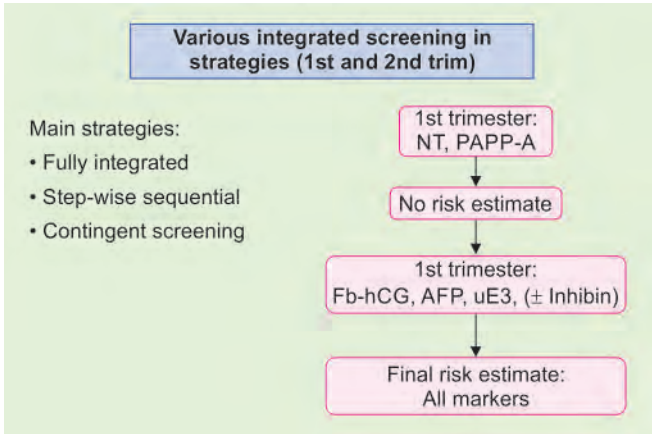 Various integrated screening in
strategies (1st and 2nd trim)
Main strategies:
• Fully integrated
• Step-wise sequential
• Contingent screening
1st trimester:
NT, PAPP-A
No risk estimate
1st trimester:
Fb-hCG, AFP, uE3, (± Inhibin)
Final risk estimate:
All markers